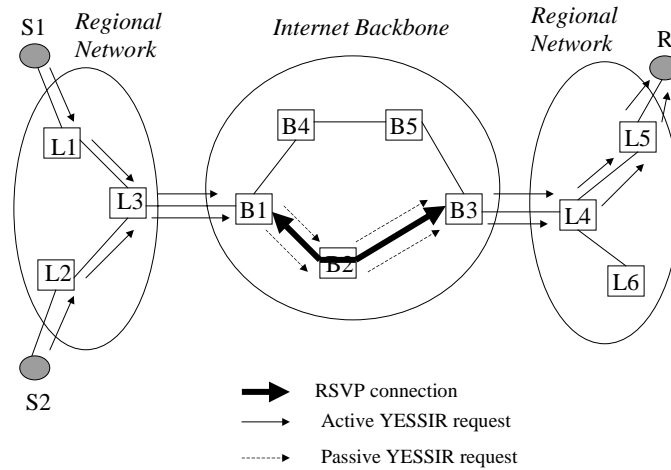 S1
Regional
Network
Internet Backbone
Regional
Network
R
B4
B5
L1
L5
L3
B1
B3
L4
L2
B2
L6
S2
RSVP connection
Active YESSIR request
Passive YESSIR request